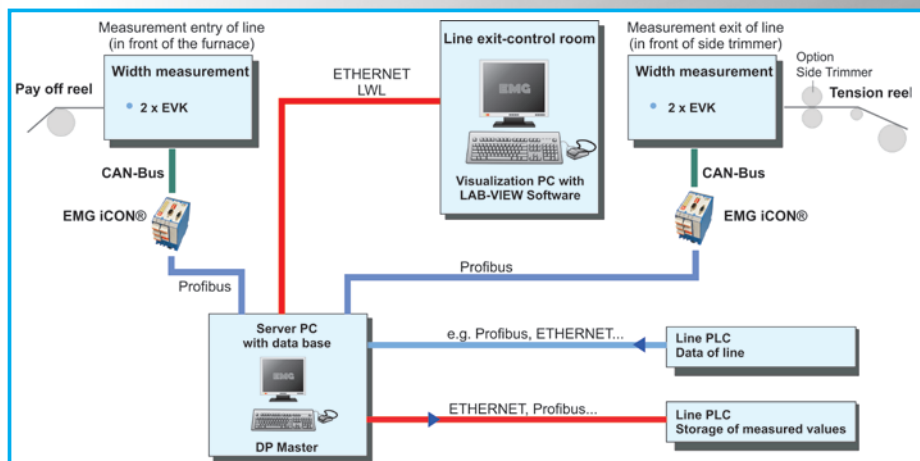 Measurement entry of line
(in front of the furnace)
Width measurement
• 2 x EVK
Pay off reel
CAN-Bus
EMG iCON®
Profibus
ETHERNET
LWL
Line exit-control room
EMG
Visualization PC with
LAB-VIEW Software
Measurement exit of line
(in front of side trimmer)
Width measurement
• 2 x EVK
Option
Side Trimmer
Tension reel
CAN-Bus
EMG iCON®
Profibus
Server PC
with data base
EMG
DP Master
e.g. Profibus, ETHERNET...
Line PLC
Data of line
ETHERNET, Profibus...
Line PLC
Storage of measured values